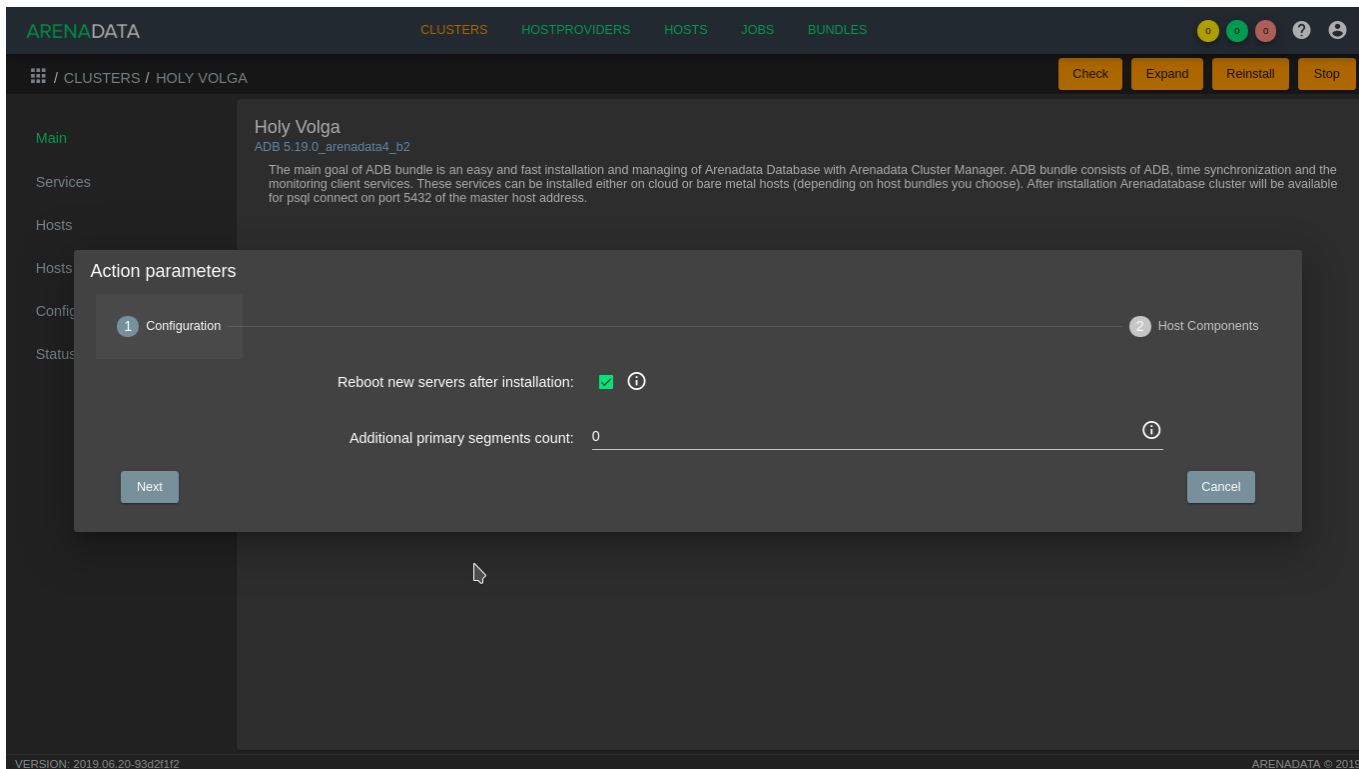 ARENADATA
CLUSTERS HOSTPROVIDERS HOSTS JOBS BUNDLES
0 0 0 ?
/ CLUSTERS / HOLY VOLGA
Check Expand Reinstall Stop
Main
Services
Hosts
Hosts
Config
Status
Holy Volga
ADB 5.19.0_arenadata4_b2
The main goal of ADB bundle is an easy and fast installation and managing of Arenadata Database with Arenadata Cluster Manager. ADB bundle consists of ADB, time synchronization and the
monitoring client services. These services can be installed either on cloud or bare metal hosts (depending on host bundles you choose). After installation Arenadatabase cluster will be available
for psql connect on port 5432 of the master host address.
Action parameters
1 Configuration
2 Host Components
Reboot new servers after installation:
Additional primary segments count: 0
Next
Cancel
VERSION: 2019.06.20-93d2f1f2
ARENADATA © 2019